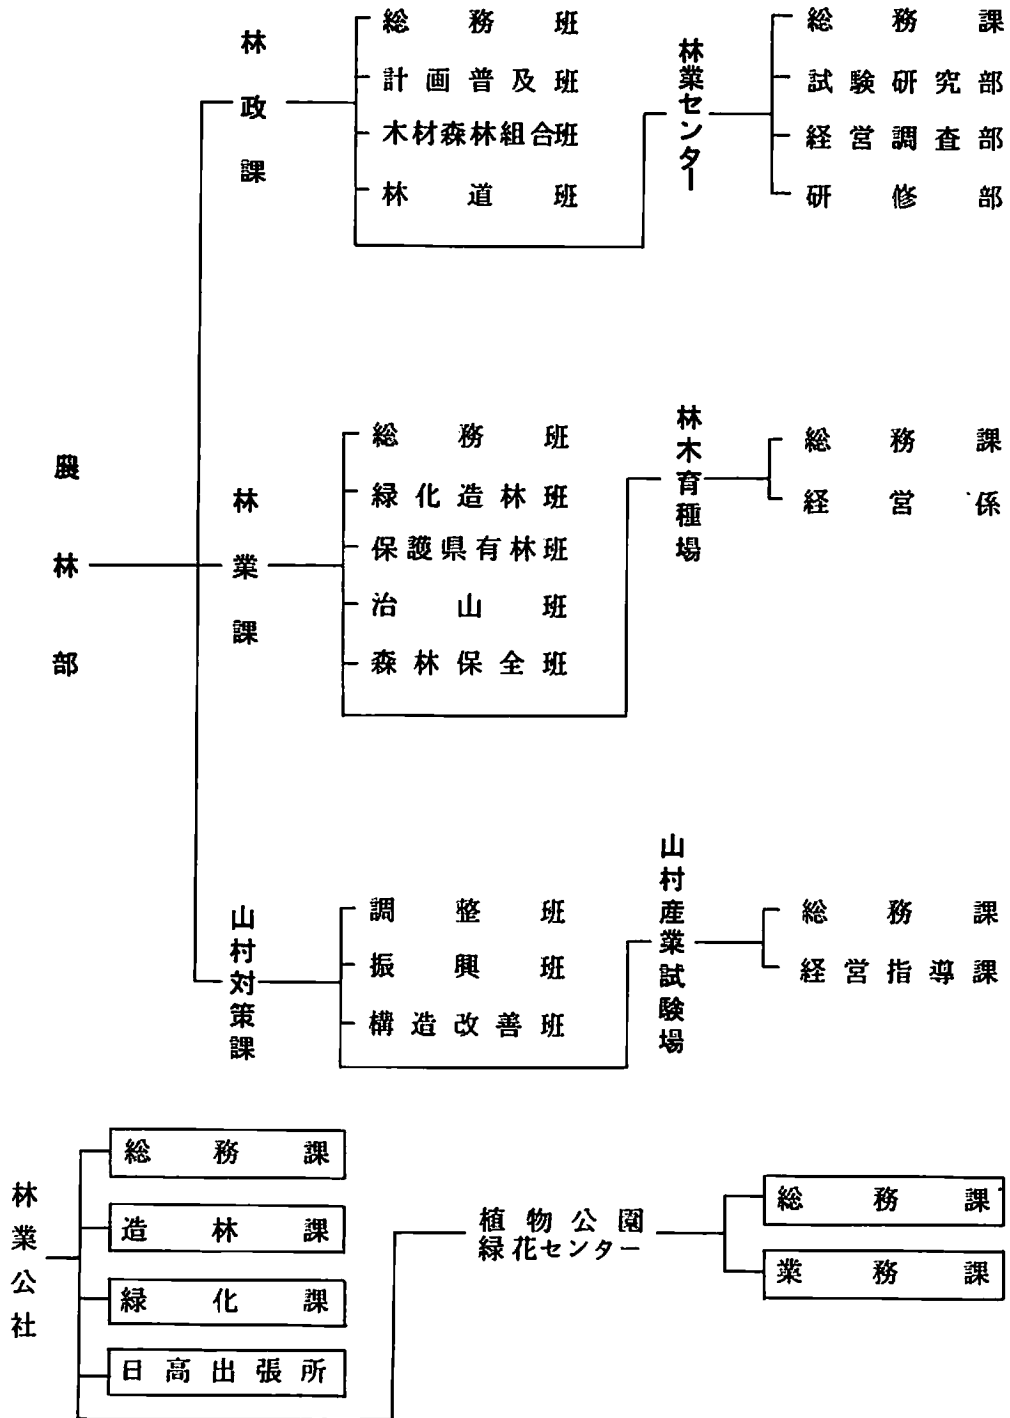 農林部
林政課
総務班
計画普及班
木材森林組合班
林道班
林業センター
総務課
試験研究部
経営調査部
研修部
林業課
総務班
緑化造林班
保護県有林班
治山班
森林保全班
林木育種場
総務課
経営係
山村対策課
調整班
振興班
構造改善班
山村産業試験場
総務課
経営指導課
林業公社
総務課
造林課
緑化課
日高出張所
植物公園
緑花センター
総務課
業務課